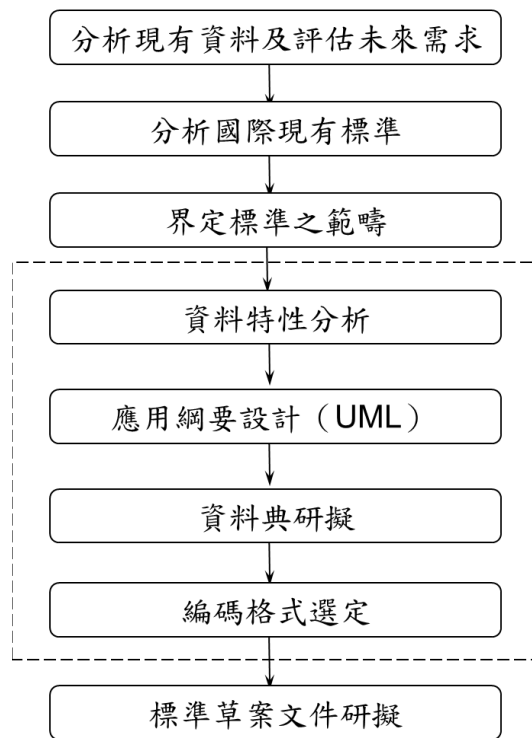 分析現有資料及評估未來需求
分析國際現有標準
界定標準之範疇
資料特性分析
應用綱要設計（UML）
資料典研擬
編碼格式選定
標準草案文件研擬